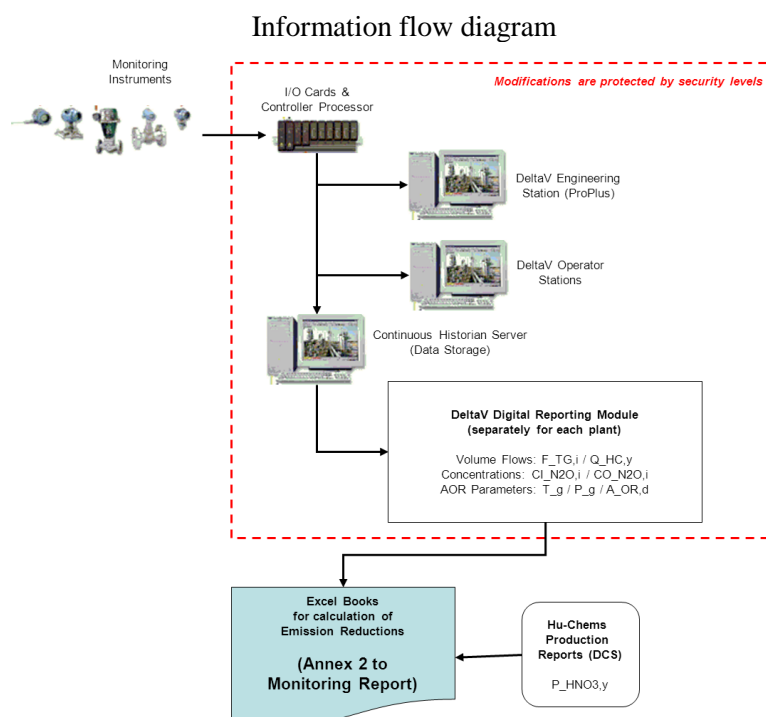 Information flow diagram
Monitoring
Instruments
Modifications are protected by security levels
I/O Cards &
Controller Processor
DeltaV Engineering
Station (ProPlus)
DeltaV Operator
Stations
Continuous Historian Server
(Data Storage)
DeltaV Digital Reporting Module
(separately for each plant)
Volume Flows: F_TG,i / Q_HC,y
Concentrations: CI_N2O,i / CO_N2O,i
AOR Parameters: T_g / P_g / A_OR,d
Excel Books
for calculation of
Emission Reductions
(Annex 2 to
Monitoring Report)
Hu-Chems
Production
Reports (DCS)
P_HNO3,y